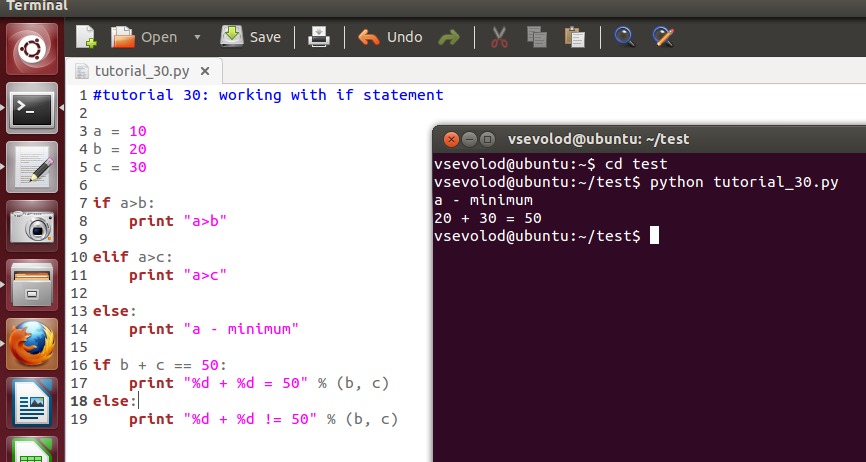 Terminal
Open Save Undo
tutorial_30.py
1 #tutorial 30: working with if statement
2
3 a = 10
4 b = 20
5 c = 30
6
7 if a>b:
8     print "a>b"
9
10 elif a>c:
11     print "a>c"
12
13 else:
14     print "a - minimum"
15
16 if b + c == 50:
17     print "%d + %d = 50" % (b, c)
18 else:
19     print "%d + %d != 50" % (b, c)
vsevolod@ubuntu: ~/test
vsevolod@ubuntu:~$ cd test
vsevolod@ubuntu:~/test$ python tutorial_30.py
a - minimum
20 + 30 = 50
vsevolod@ubuntu:~/test$